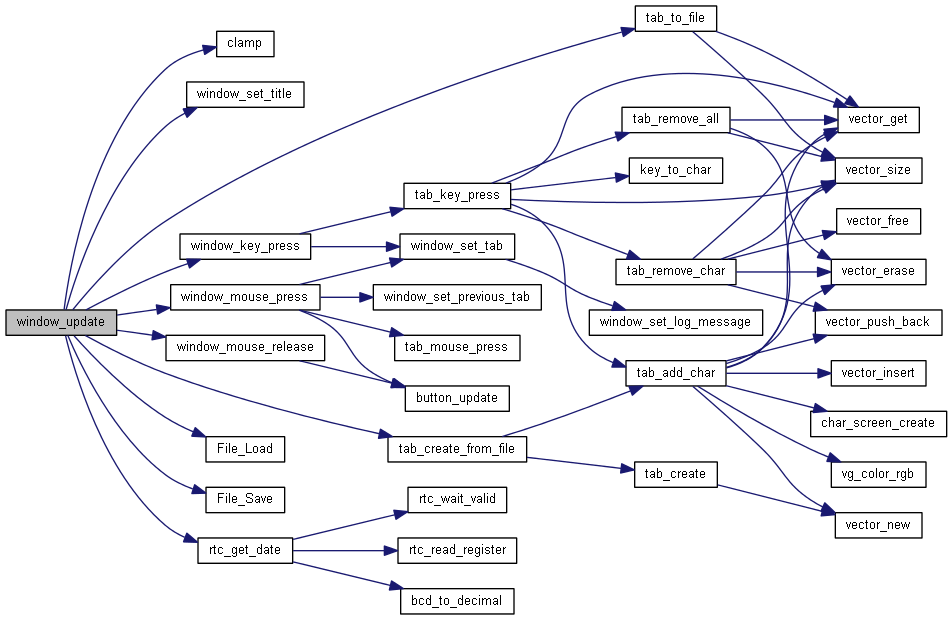 tab_to_file
clamp
window_set_title
tab_remove_all
vector_get
key_to_char
vector_size
tab_key_press
vector_free
window_key_press
window_set_tab
tab_remove_char
vector_erase
window_mouse_press
window_set_previous_tab
window_update
window_set_log_message
vector_push_back
window_mouse_release
tab_mouse_press
tab_add_char
vector_insert
button_update
char_screen_create
File_Load
tab_create_from_file
tab_create
vg_color_rgb
File_Save
rtc_wait_valid
vector_new
rtc_get_date
rtc_read_register
bcd_to_decimal